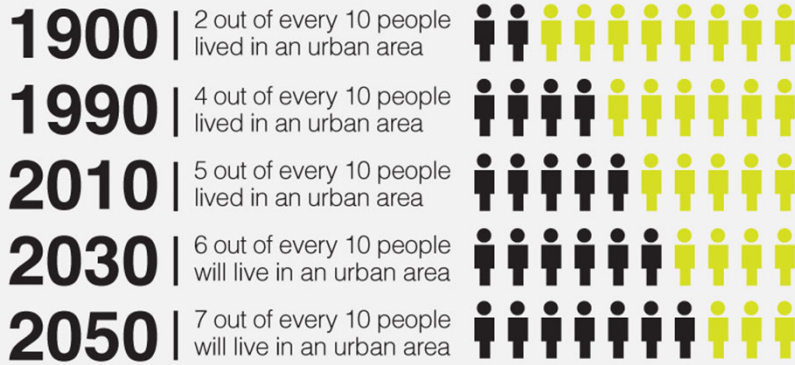 1900
2 out of every 10 people
lived in an urban area
1990
4 out of every 10 people
lived in an urban area
2010
5 out of every 10 people
lived in an urban area
2030
6 out of every 10 people
will live in an urban area
2050
7 out of every 10 people
will live in an urban area